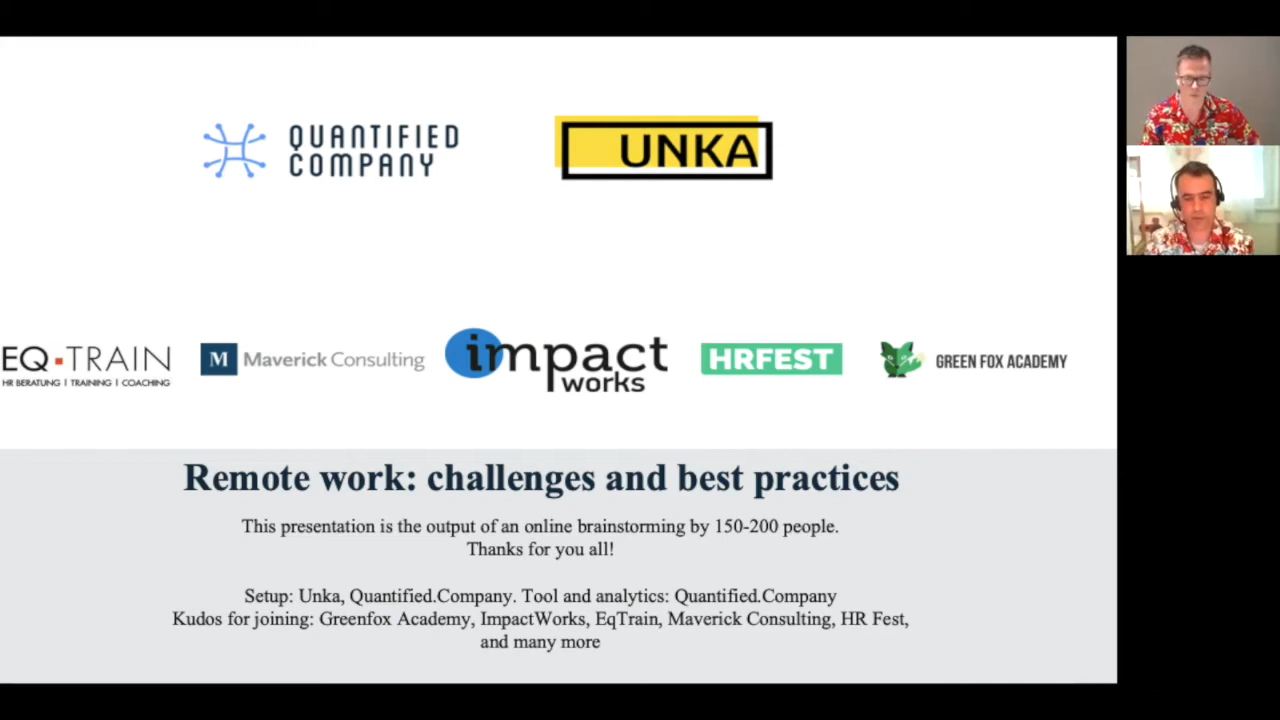 QUANTIFIED
COMPANY
UNKA
EQ·TRAIN
HR BERATUNG | TRAINING | COACHING
M
Maverick Consulting
impact
works
HRFEST
GREEN FOX ACADEMY
Remote work: challenges and best practices
This presentation is the output of an online brainstorming by 150-200 people.
Thanks for you all!
Setup: Unka, Quantified.Company. Tool and analytics: Quantified.Company
Kudos for joining: Greenfox Academy, ImpactWorks, EqTrain, Maverick Consulting, HR Fest,
and many more